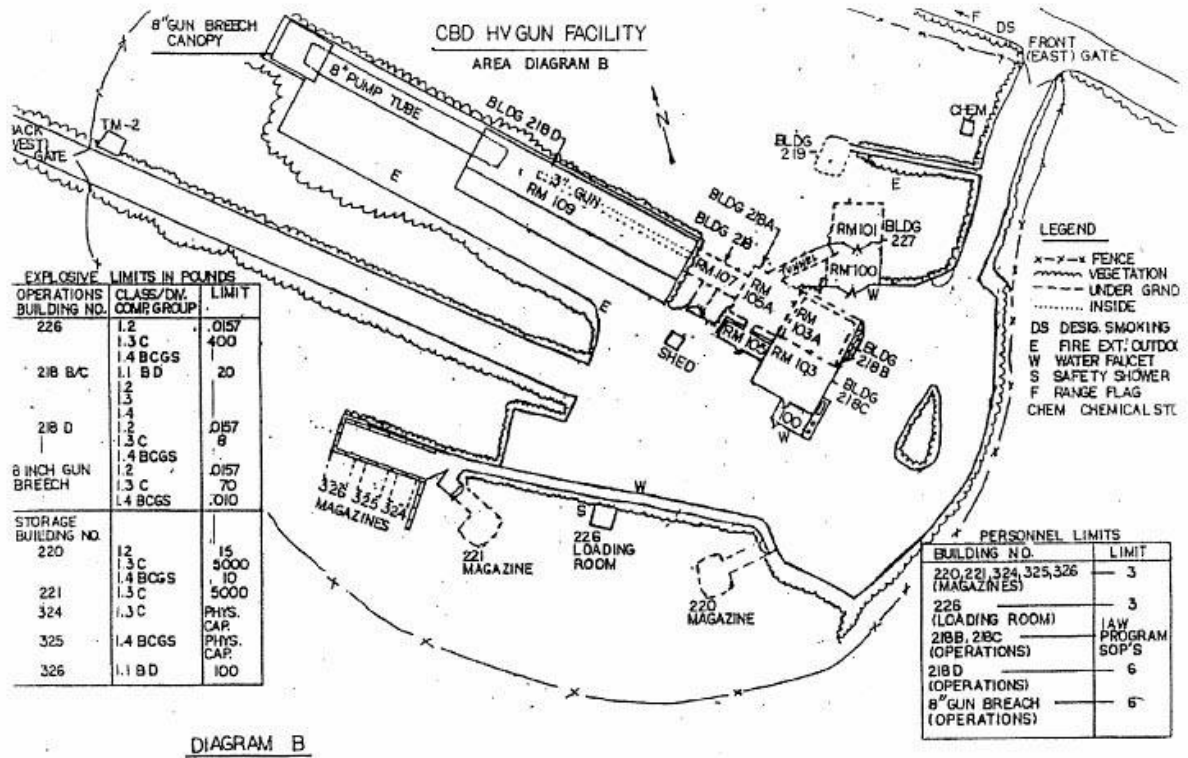 8" GUN BREECH
CANOPY
CBD HV GUN FACILITY
AREA DIAGRAM B
F
DS
FRONT
(EAST) GATE
8" PUMP TUBE
BLDG 218 D
N
CHEM
BLDG
219
TM-2
BACK
GATE
E
GUN
RM 109
E
BLDG 218A
BLDG 218
RM 101
BLDG
227
RM 100
W
RM 107
RM
105A
RM
103A
RM 105
RM 103
SHED
E
BLDG
218B
BLDG
218C
100
W
LEGEND
x-x-x FENCE
VEGETATION
UNDER GRND
INSIDE
DS DESIG. SMOKING
E FIRE EXT. OUTDO
W WATER FAUCET
S SAFETY SHOWER
F RANGE FLAG
CHEM CHEMICAL
EXPLOSIVE LIMITS IN POUNDS
OPERATIONS BUILDING NO. CLASS/DIV. COMP. GROUP LIMIT
226 1.2 .0157
1.3 C 400
1.4 BCGS
218 B/C 1.1 BD 20
1.2
1.3
1.4
218 D 1.2 .0157
1.3 C 8
1.4 BCGS
8 INCH GUN BREECH 1.2 .0157
1.3 C 70
1.4 BCGS .010
STORAGE
BUILDING NO.
220 1.2 15
1.3 C 5000
1.4 BCGS 10
221 1.3 C 5000
324 1.3 C PHYS. CAP.
325 1.4 BCGS PHYS. CAP.
326 1.1 BD 100
326 325 324
MAGAZINES
221
MAGAZINE
S
226
LOADING
ROOM
W
220
MAGAZINE
PERSONNEL LIMITS
BUILDING NO. LIMIT
220, 221, 324, 325, 326 3
(MAGAZINES)
226 3
(LOADING ROOM)
218B, 218C IAW PROGRAM SOP'S
(OPERATIONS)
218 D 6
(OPERATIONS)
8" GUN BREACH 6
(OPERATIONS)
DIAGRAM B